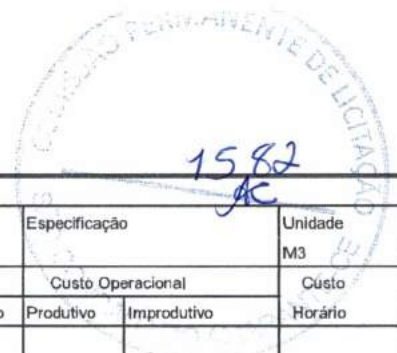 COMISSÃO PERMANENTE DE LICITAÇÃO
1582
AC
Especificação Unidade
M3
Custo Operacional Custo
o Produtivo Improdutivo Horário